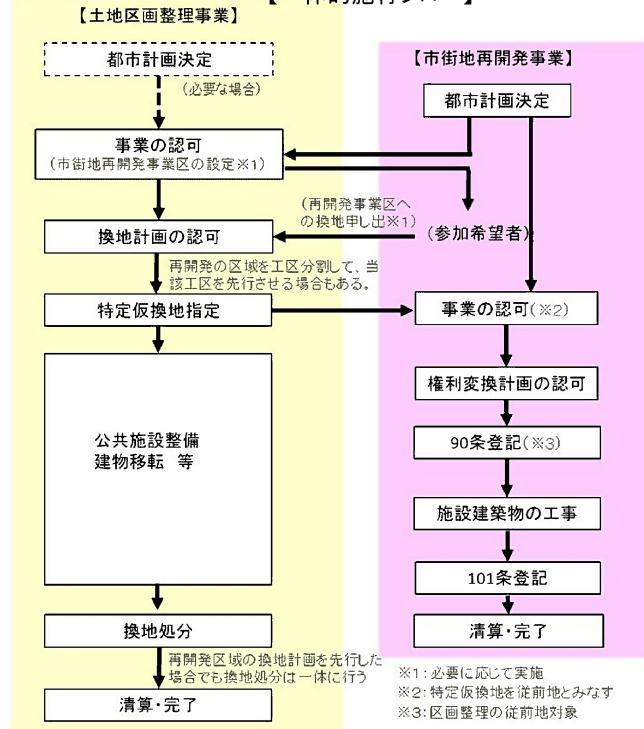 【土地区画整理事業】
都市計画決定
(必要な場合)
事業の認可
(市街地再開発事業区の設定※1)
換地計画の認可
再開発の区域を工区分割して、当
該工区を先行させる場合もある。
特定仮換地指定
公共施設整備
建物移転 等
換地処分
再開発区域の換地計画を先行した
場合でも換地処分は一体に行う
清算・完了
【市街地再開発事業】
都市計画決定
(再開発事業区へ
の換地申し出※1)
(参加希望者)
事業の認可(※2)
権利変換計画の認可
90条登記(※3)
施設建築物の工事
101条登記
清算・完了
※1：必要に応じて実施
※2：特定仮換地を従前地とみなす
※3：区画整理の従前地対象